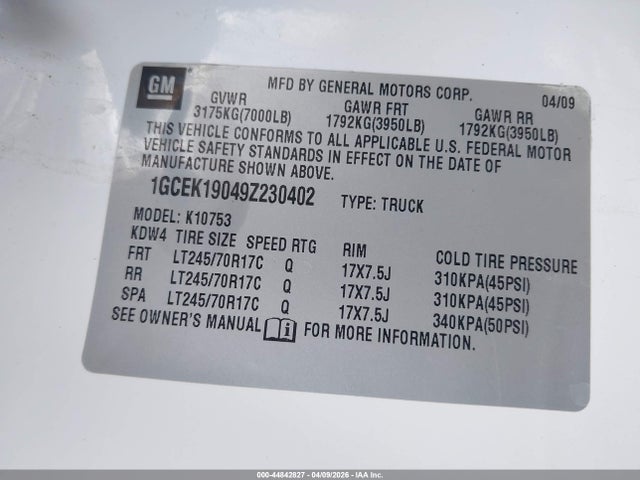 GM
MFD BY GENERAL MOTORS CORP. 04/09
GVWR GAWR FRT GAWR RR
3175KG(7000LB) 1792KG(3950LB) 1792KG(3950LB)
THIS VEHICLE CONFORMS TO ALL APPLICABLE U.S. FEDERAL MOTOR
VEHICLE SAFETY STANDARDS IN EFFECT ON THE DATE OF
MANUFACTURE SHOWN ABOVE.
1GCEK19049Z230402 TYPE: TRUCK
MODEL: K10753
KDW4 TIRE SIZE SPEED RTG RIM COLD TIRE PRESSURE
FRT LT245/70R17C Q 17X7.5J 310KPA(45PSI)
RR LT245/70R17C Q 17X7.5J 310KPA(45PSI)
SPA LT245/70R17C Q 17X7.5J 340KPA(50PSI)
SEE OWNER'S MANUAL FOR MORE INFORMATION.
000-44842827 - 04/09/2026 - IAA Inc.